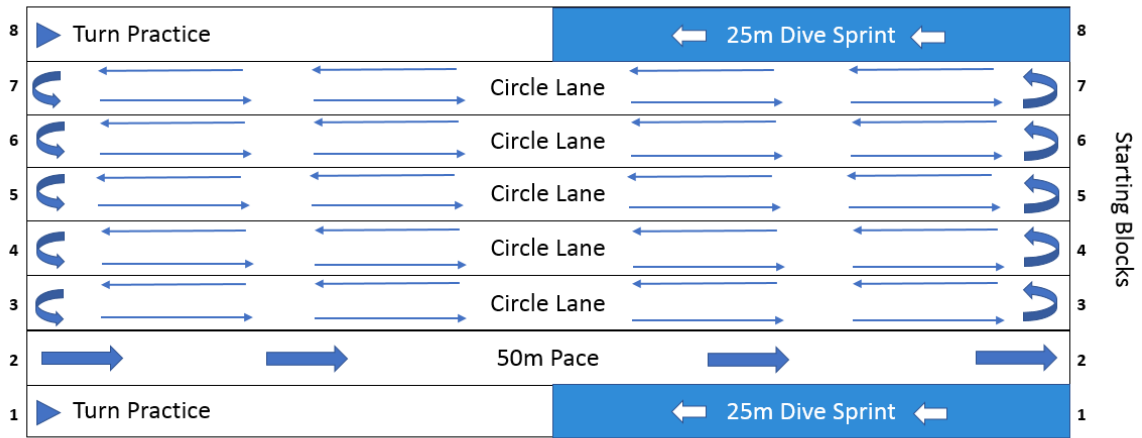 8 Turn Practice 25m Dive Sprint 8
7 Circle Lane 7
6 Circle Lane 6
5 Circle Lane 5
4 Circle Lane 4
3 Circle Lane 3
2 50m Pace 2
1 Turn Practice 25m Dive Sprint 1
Starting Blocks